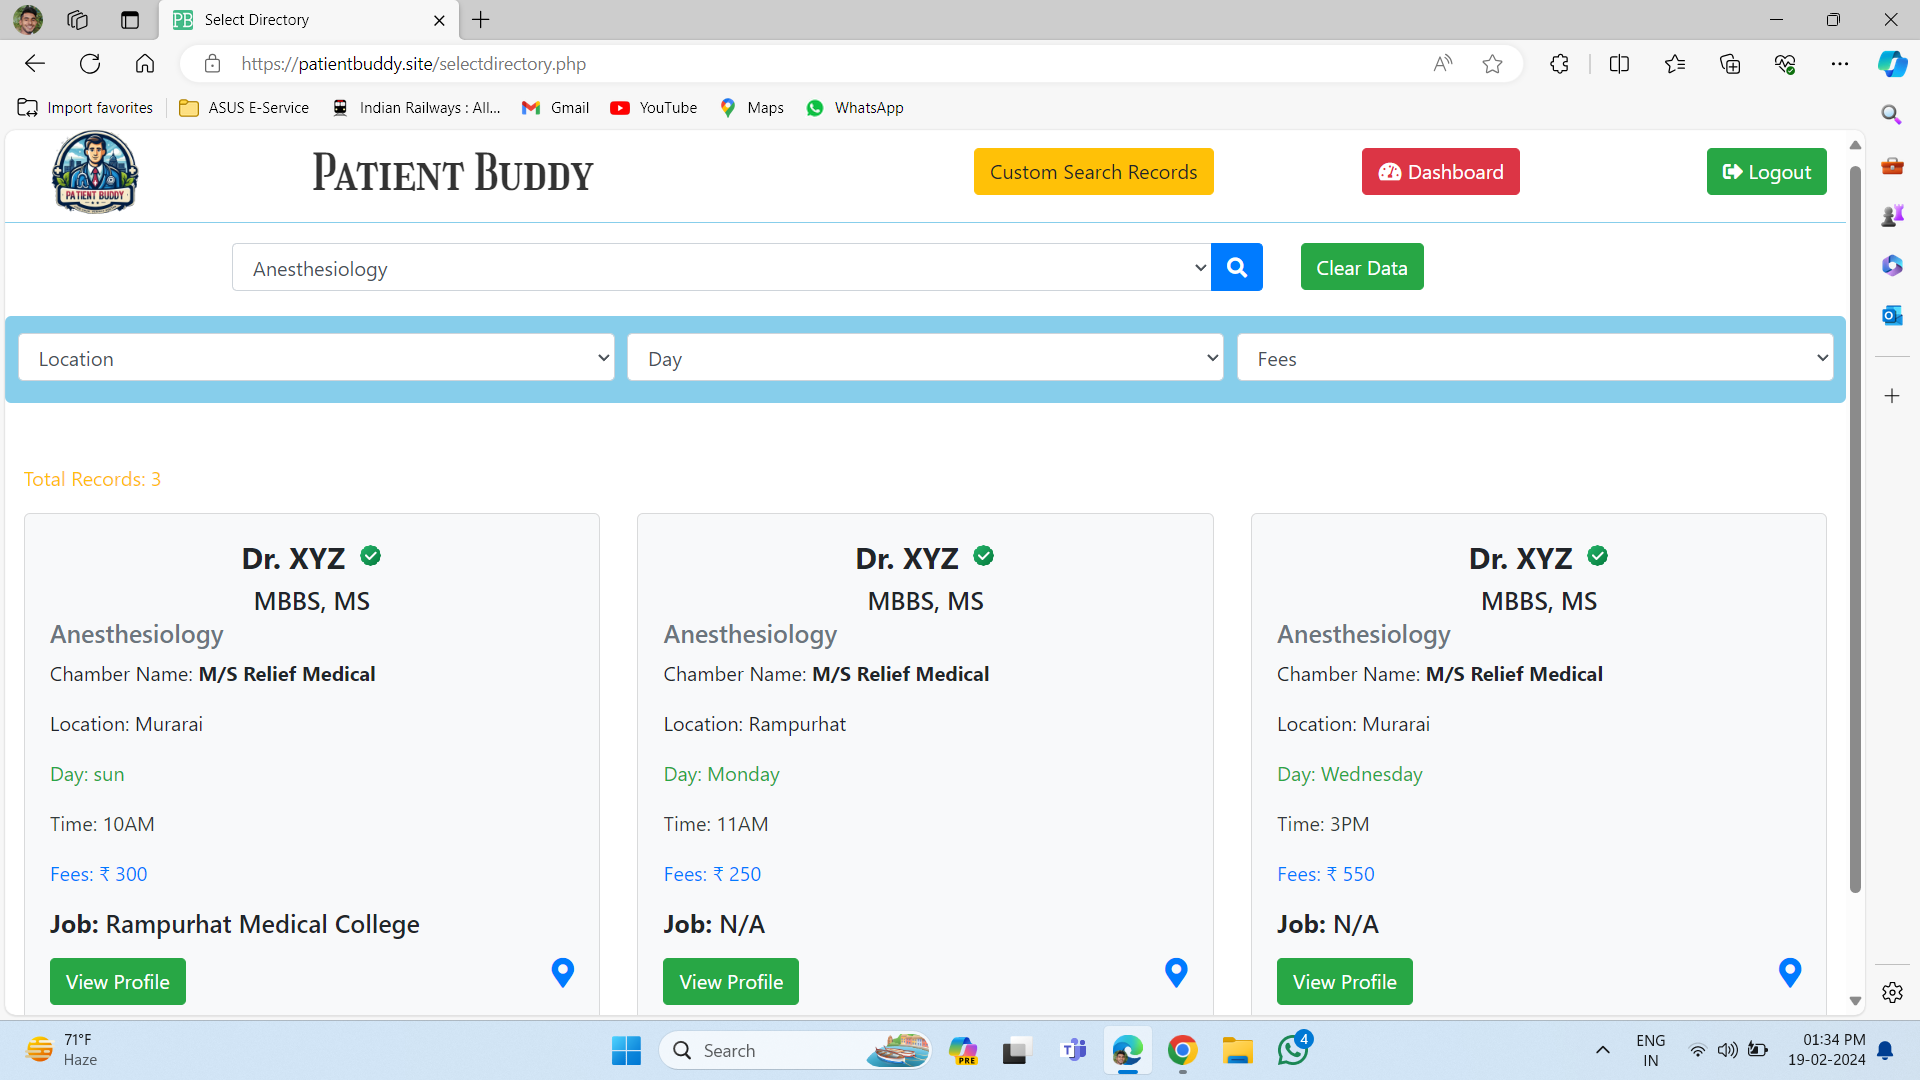 Select Directory
https://patientbuddy.site/selectdirectory.php
Import favorites
ASUS E-Service
Indian Railways : All...
Gmail
YouTube
Maps
WhatsApp
PATIENT BUDDY
PATIENT BUDDY
Custom Search Records
Dashboard
Logout
Anesthesiology
Clear Data
Location
Day
Fees
Total Records: 3
Dr. XYZ
MBBS, MS
Anesthesiology
Chamber Name: M/S Relief Medical
Location: Murarai
Day: sun
Time: 10AM
Fees: ₹ 300
Job: Rampurhat Medical College
View Profile
Dr. XYZ
MBBS, MS
Anesthesiology
Chamber Name: M/S Relief Medical
Location: Rampurhat
Day: Monday
Time: 11AM
Fees: ₹ 250
Job: N/A
View Profile
Dr. XYZ
MBBS, MS
Anesthesiology
Chamber Name: M/S Relief Medical
Location: Murarai
Day: Wednesday
Time: 3PM
Fees: ₹ 550
Job: N/A
View Profile
71°F
Haze
Search
PRE
4
ENG
IN
01:34 PM
19-02-2024